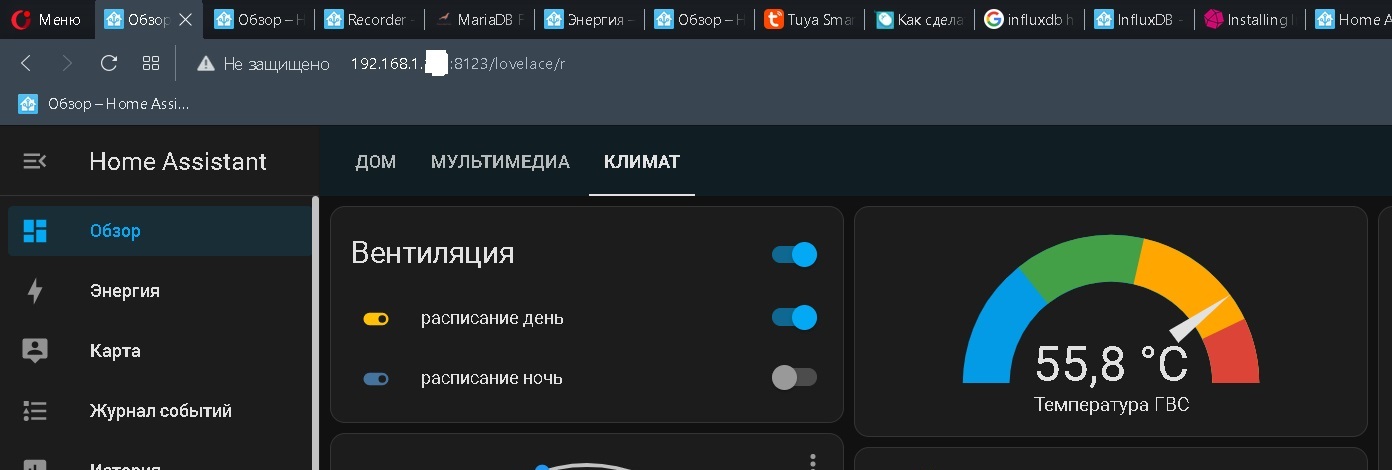 Меню
Обзор
Обзор – Н
Recorder -
MariaDB F
Энергия –
Обзор – Н
Tuya Smar
Как сдела
influxdb h
InfluxDB -
Installing I
Home A
Не защищено 192.168.1. :8123/lovelace/r
Обзор – Home Assi...
Home Assistant
ДОМ МУЛЬТИМЕДИА КЛИМАТ
Обзор
Энергия
Карта
Журнал событий
История
Вентиляция
расписание день
расписание ночь
55,8 °C
Температура ГВС